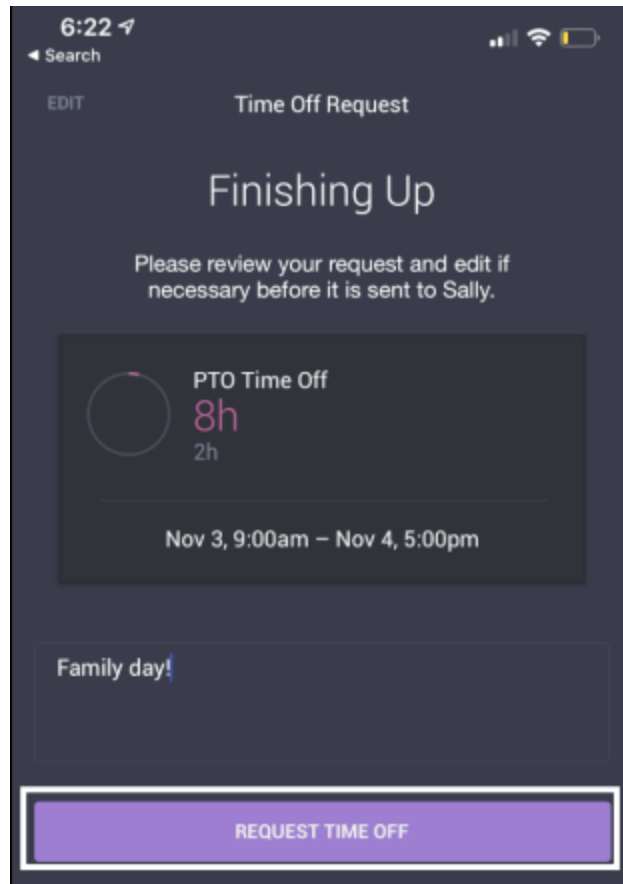 6:22
◄ Search
EDIT
Time Off Request
Finishing Up
Please review your request and edit if
necessary before it is sent to Sally.
PTO Time Off
8h
2h
Nov 3, 9:00am – Nov 4, 5:00pm
Family day!
REQUEST TIME OFF